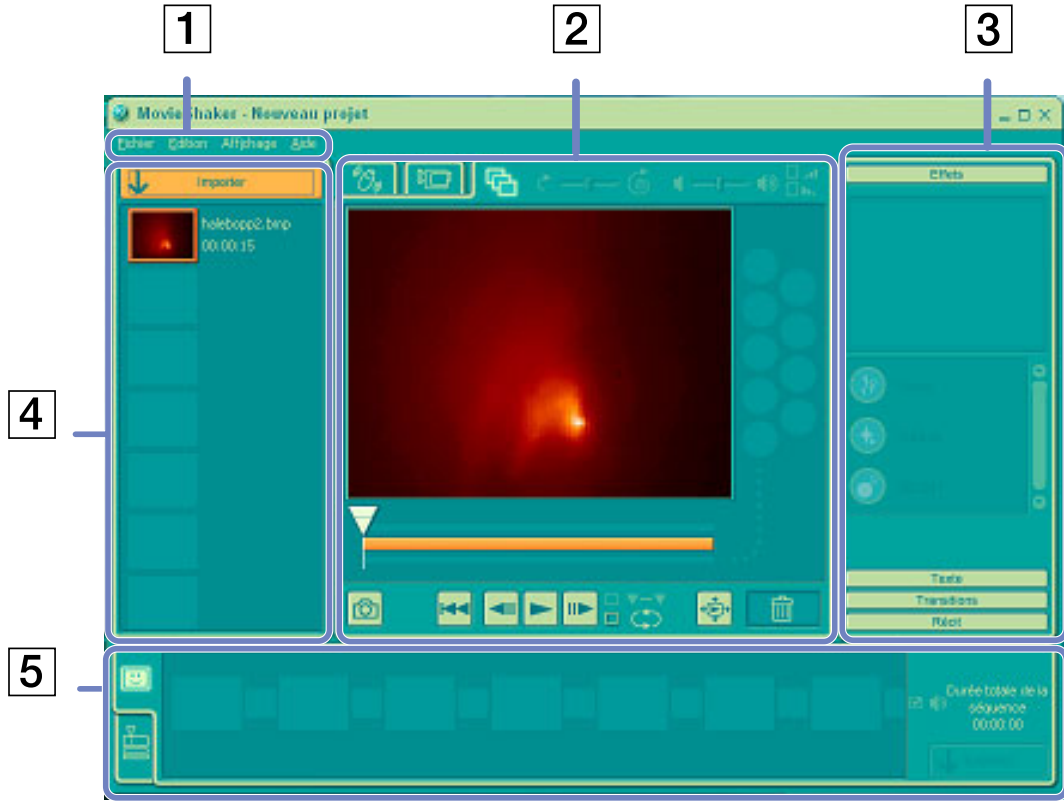 1
2
3
MovieShaker - Nouveau projet
Fichier Edition Affichage Aide
Importer
Effets
halebopp2.bmp
00:00:15
4
Texte
Transitions
Récit
5
Durée totale de la
séquence
00:00:00